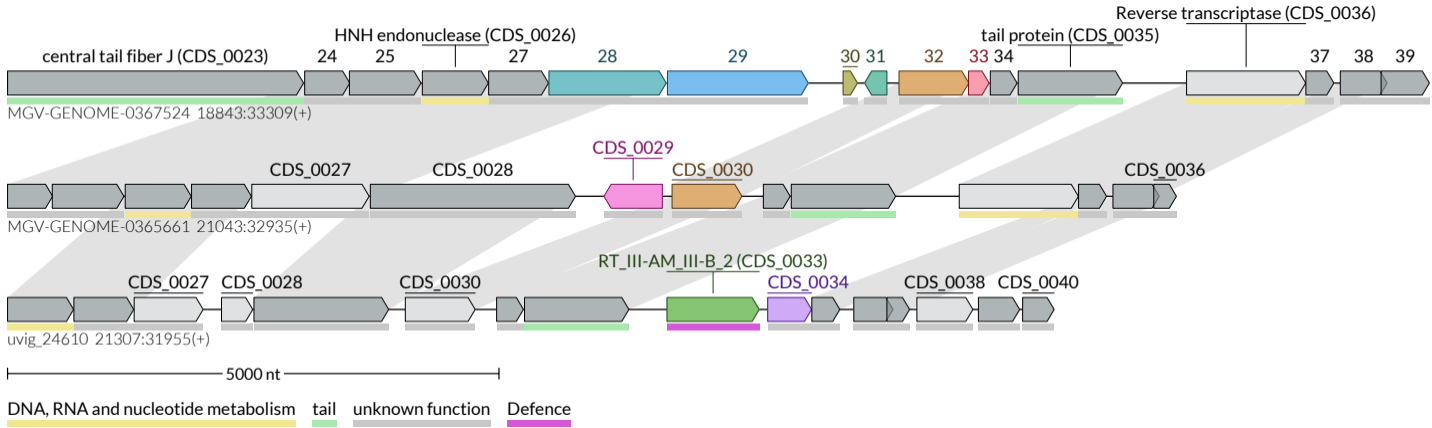 Reverse transcriptase (CDS_0036)
HNH endonuclease (CDS_0026) tail protein (CDS_0035)
central tail fiber J (CDS_0023) 24 25 27 28 29 30 31 32 33 34 37 38 39
MGV-GENOME-0367524 18843:33309(+)
CDS_0029
CDS_0027 CDS_0028 CDS_0030 CDS_0036
MGV-GENOME-0365661 21043:32935(+)
RT_III-AM_III-B_2 (CDS_0033)
CDS_0027 CDS_0028 CDS_0030 CDS_0034 CDS_0038 CDS_0040
uvig_24610 21307:31955(+)
5000 nt
DNA, RNA and nucleotide metabolism tail unknown function Defence